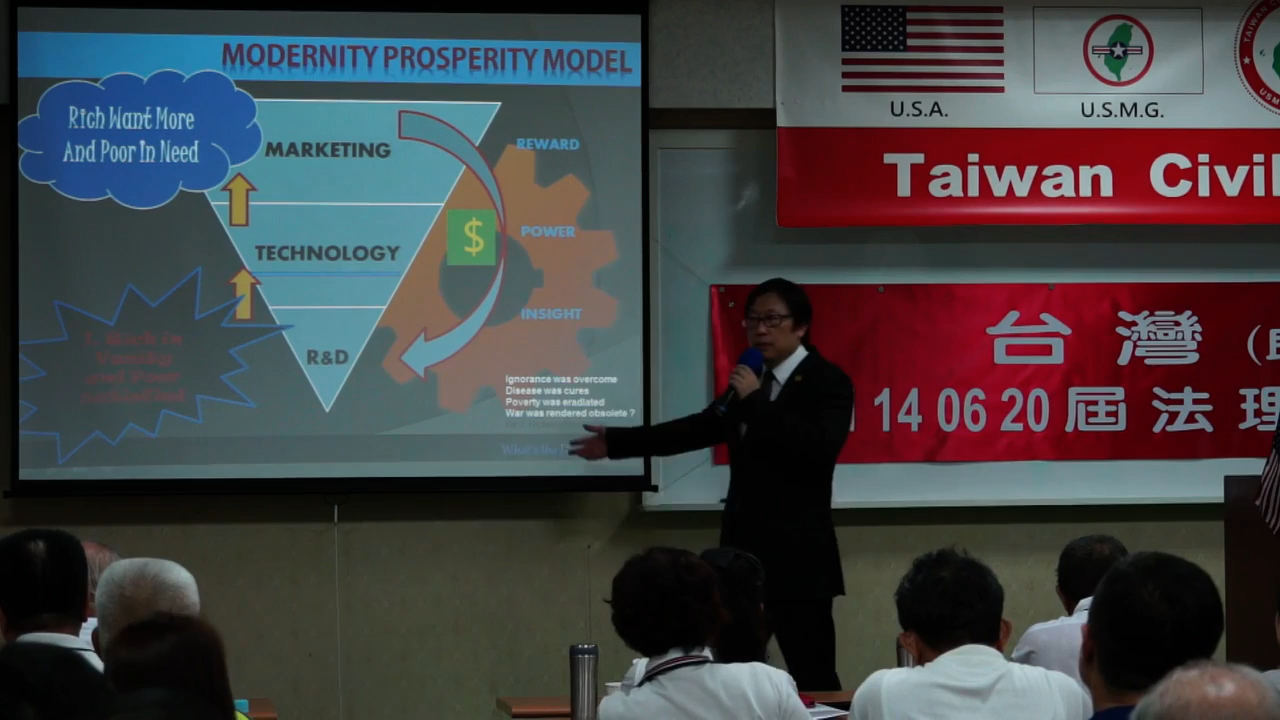 MODERNITY PROSPERITY MODEL
Rich Want More
And Poor In Need
MARKETING
TECHNOLOGY
R&D
$
REWARD
POWER
INSIGHT
Ignorance was overcome
Disease was cures
Poverty was eradiated
War was rendered obsolete ?
What's the
U.S.A.
U.S.M.G.
Taiwan Civil
台灣
14 06 20 屆法理